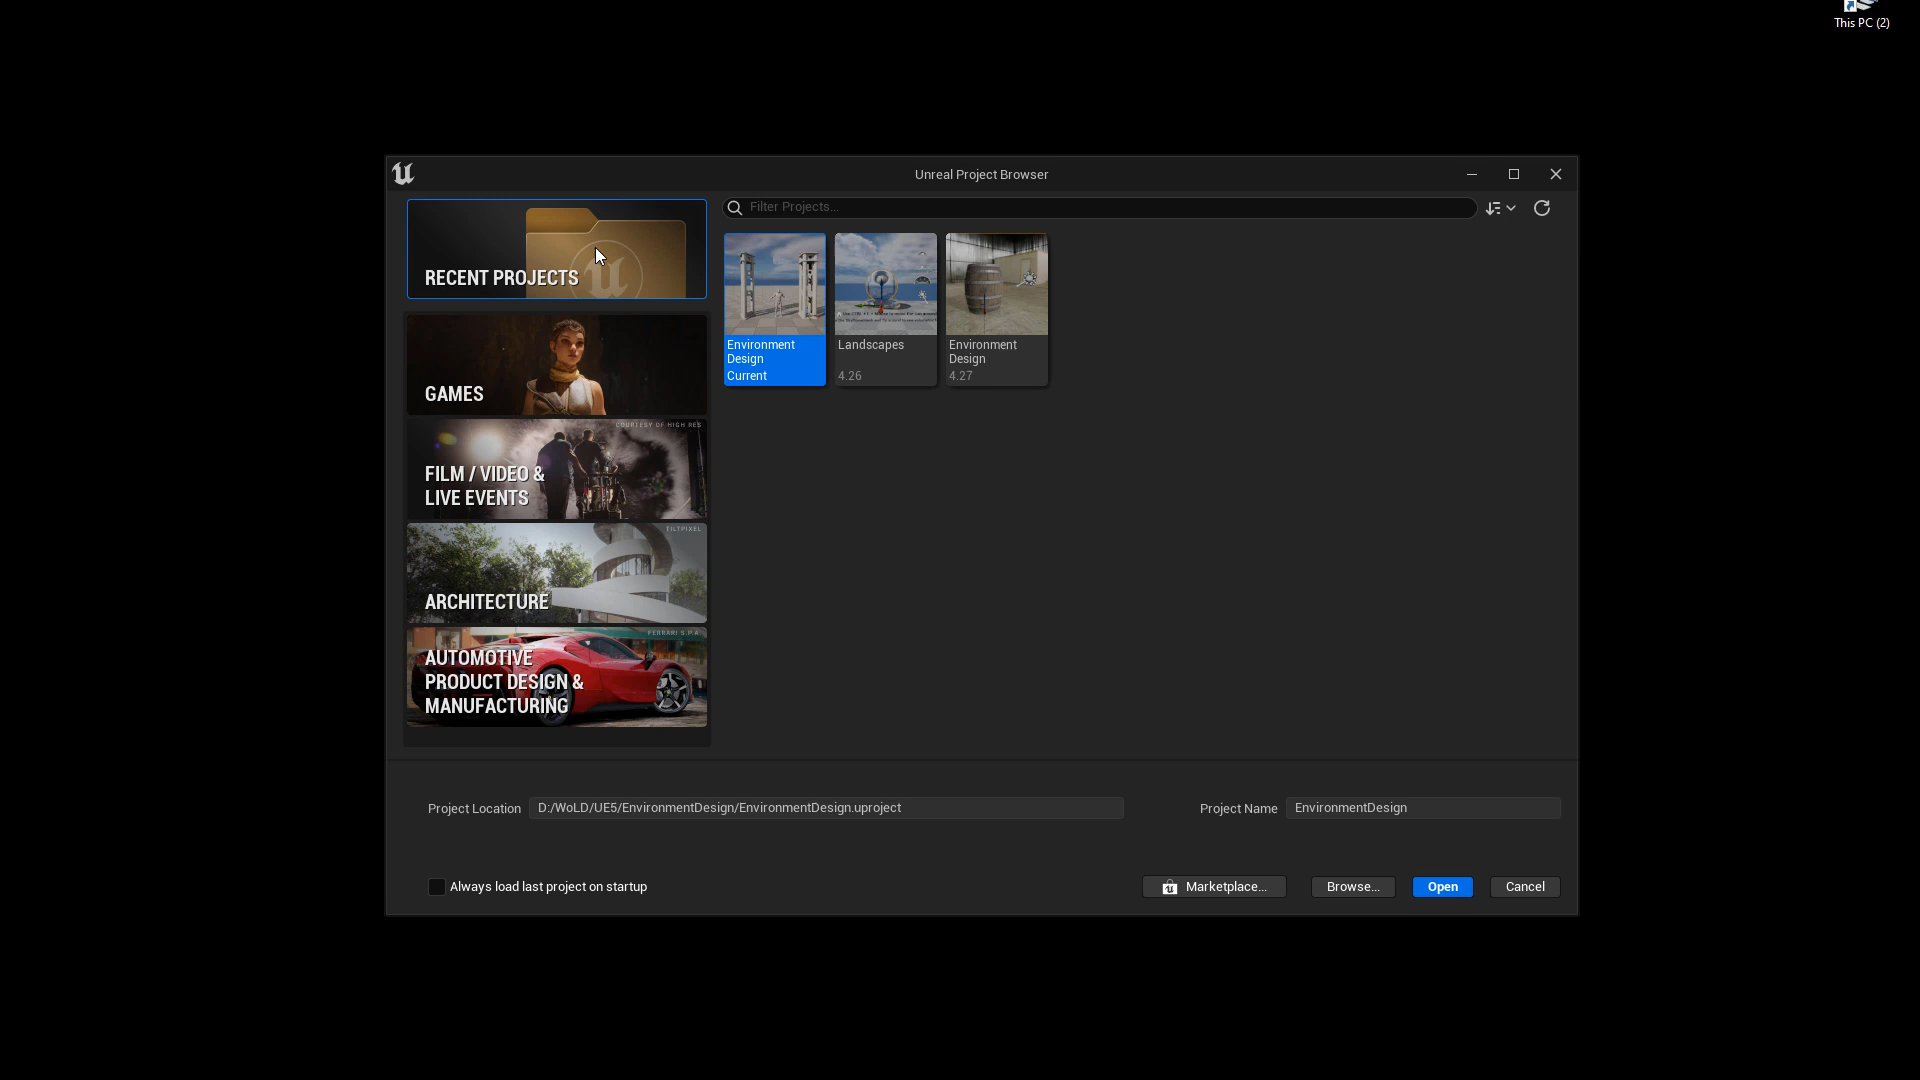 This PC (2)
Unreal Project Browser
Filter Projects...
RECENT PROJECTS
GAMES
COURTESY OF HIGH RES
FILM / VIDEO &
LIVE EVENTS
TILTPIXEL
ARCHITECTURE
FERRARI S.P.A.
AUTOMOTIVE
PRODUCT DESIGN &
MANUFACTURING
Environment
Design
Current
Landscapes
4.26
Environment
Design
4.27
Project Location
D:/WoLD/UE5/EnvironmentDesign/EnvironmentDesign.uproject
Project Name
EnvironmentDesign
Always load last project on startup
Marketplace...
Browse...
Open
Cancel